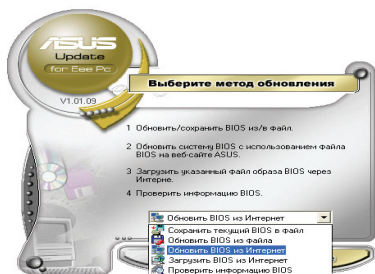 ASUS
Update
for Eee Pc
V1.01.09
Выберите метод обновления
1 Обновить/сохранить BIOS из/в файл.
2 Обновить систему BIOS с использованием файла
BIOS на веб-сайте ASUS.
3 Загрузить указанный файл образа BIOS через
Интерне.
4 Проверить информацию BIOS.
Обновить BIOS из Интернет
Сохранить текущий BIOS в файл
Обновить BIOS из файла
Обновить BIOS из Интернет
Загрузить BIOS из Интернет
Проверить информацию BIOS